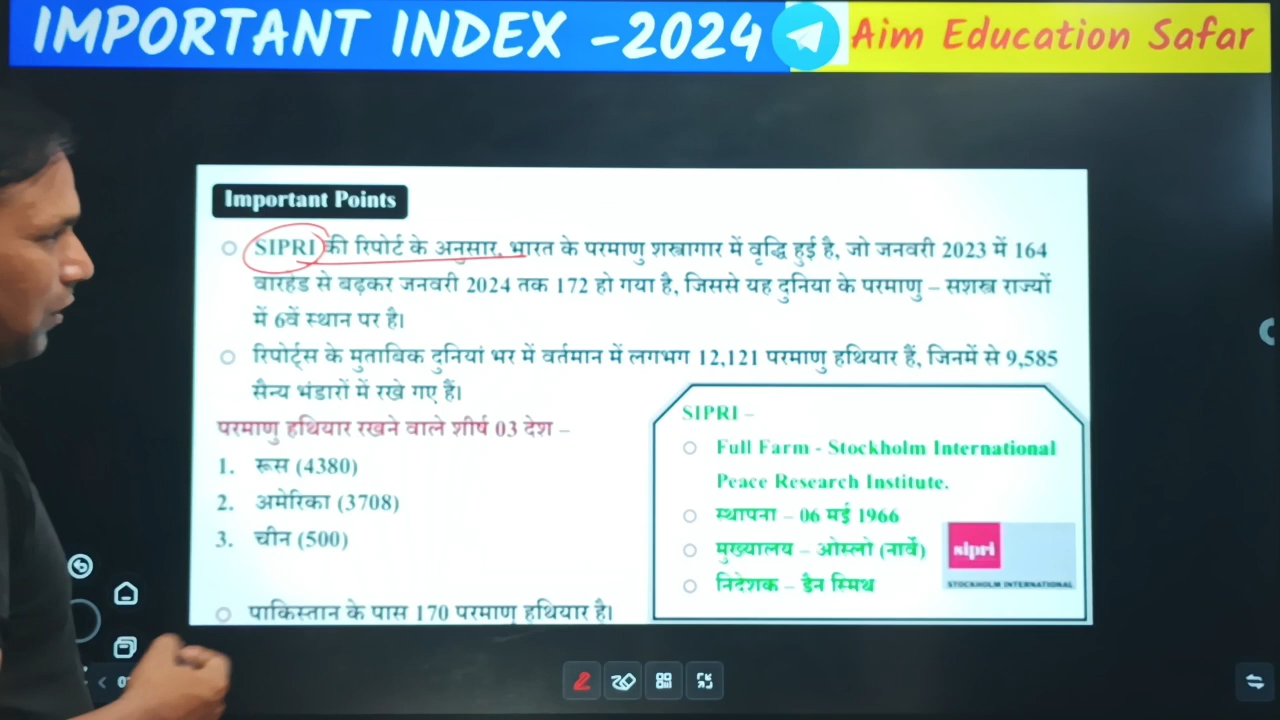 IMPORTANT INDEX -2024
Aim Education Safar
Important Points
SIPRI की रिपोर्ट के अनुसार, भारत के परमाणु शस्त्रागार में वृद्धि हुई है, जो जनवरी 2023 में 164
वारहेड से बढ़कर जनवरी 2024 तक 172 हो गया है, जिससे यह दुनिया के परमाणु – सशस्त्र राज्यों
में 6वें स्थान पर है।
रिपोर्ट्स के मुताबिक दुनियां भर में वर्तमान में लगभग 12,121 परमाणु हथियार हैं, जिनमें से 9,585
सैन्य भंडारों में रखे गए हैं।
परमाणु हथियार रखने वाले शीर्ष 03 देश –
1. रूस (4380)
2. अमेरिका (3708)
3. चीन (500)
पाकिस्तान के पास 170 परमाणु हथियार है।
SIPRI –
Full Farm - Stockholm International
Peace Research Institute.
स्थापना – 06 मई 1966
मुख्यालय – ओस्लो (नार्वे)
निदेशक – डैन स्मिथ
sipri
STOCKHOLM INTERNATIONAL